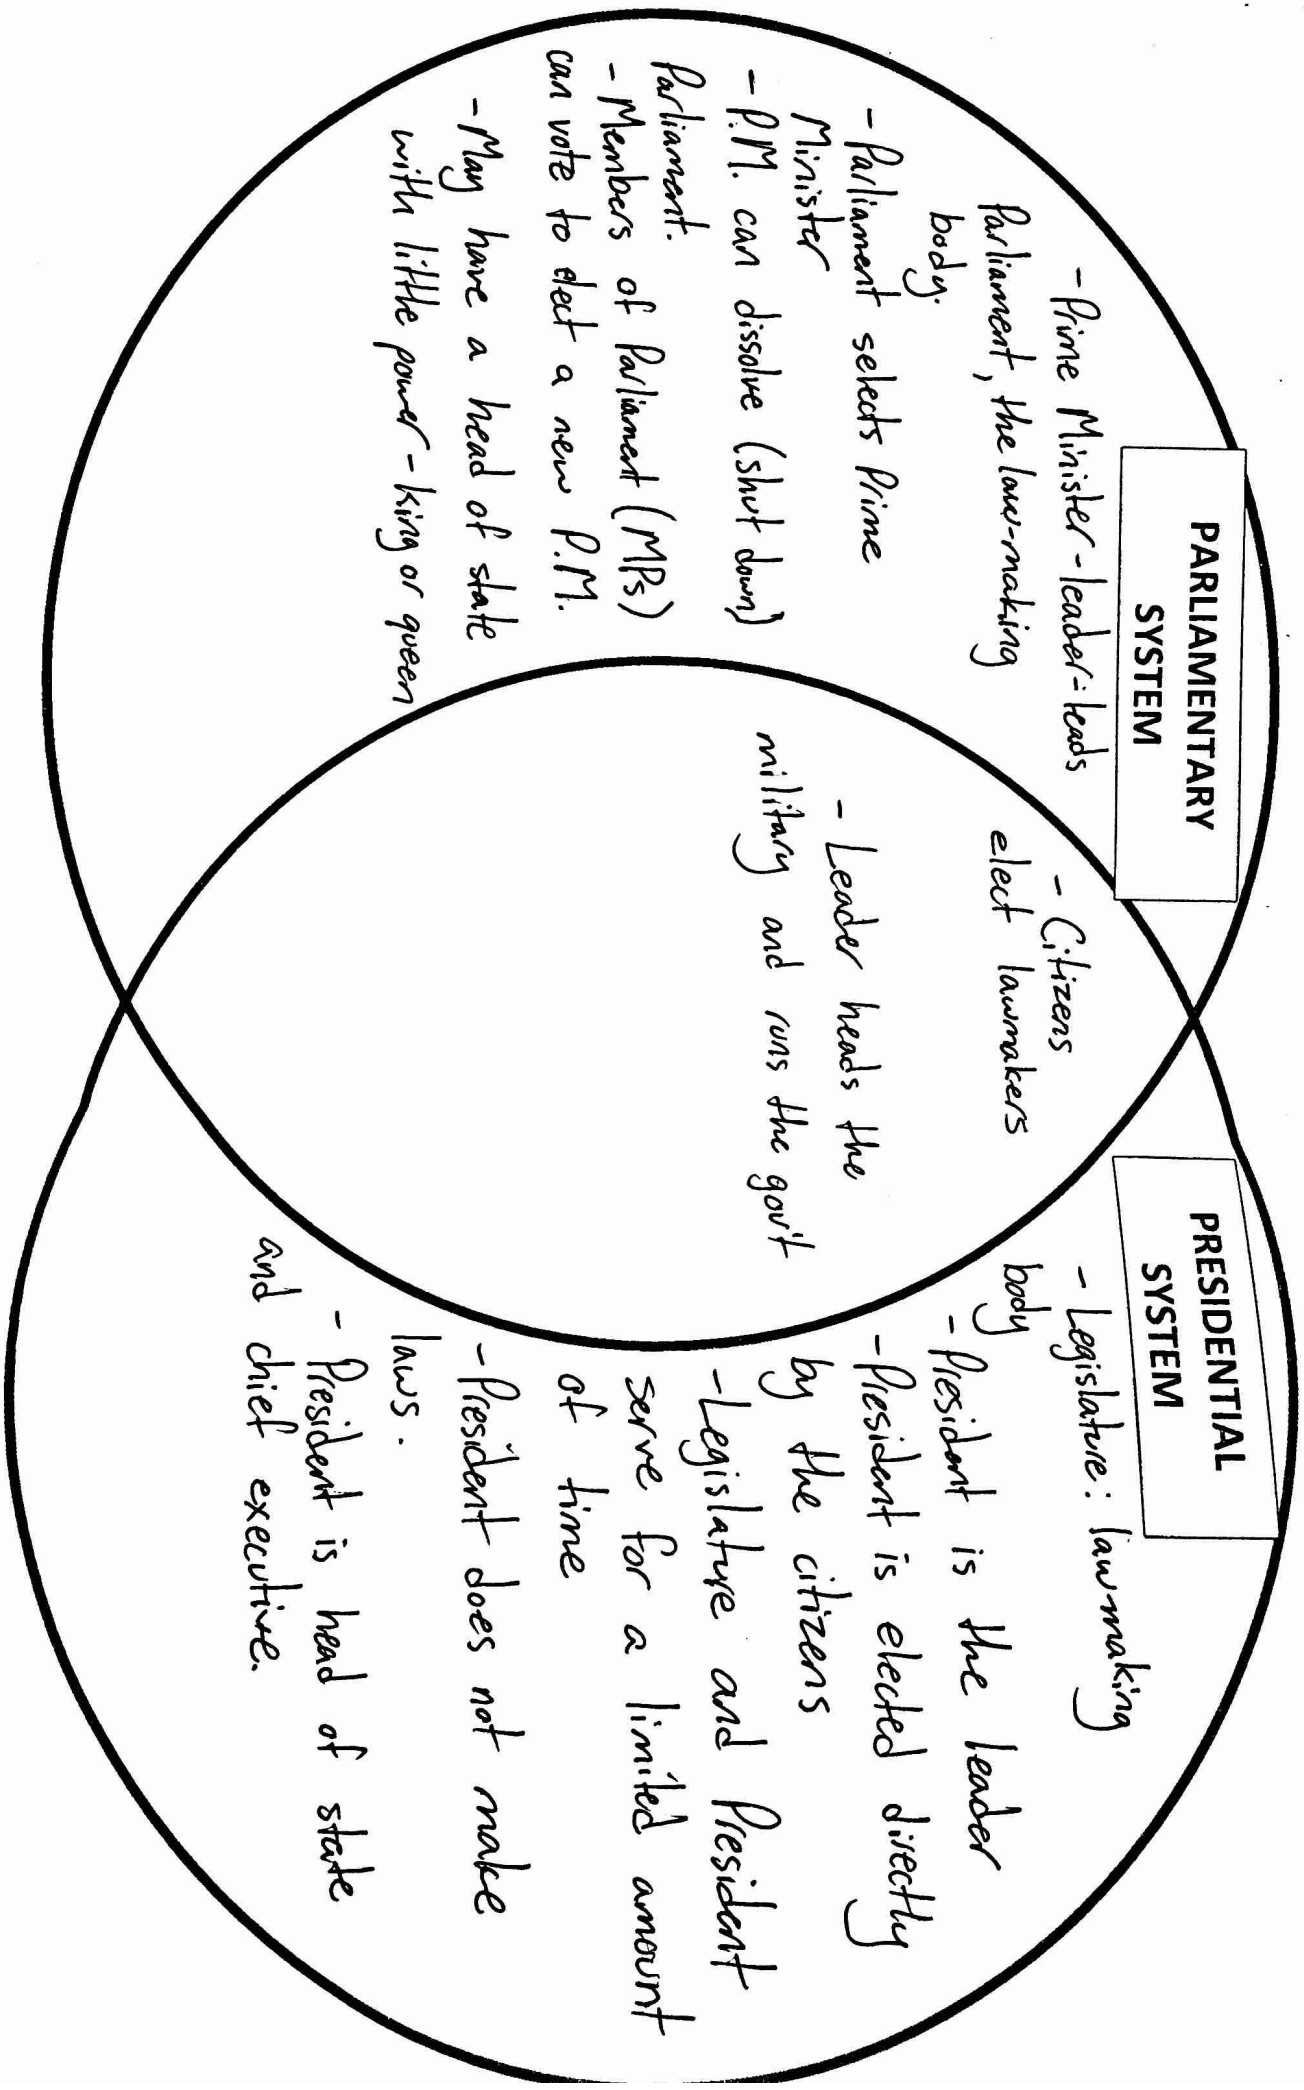 PARLIAMENTARY
SYSTEM
- Prime Minister - leader - leads
Parliament, the law-making
body.
- Parliament selects Prime
Minister
- P.M. can dissolve (shut down)
Parliament.
- Members of Parliament (MPs)
can vote to elect a new P.M.
- May have a head of state
with little power - king or queen
- Citizens
elect lawmakers
- Leader heads the
military and runs the gov't
PRESIDENTIAL
SYSTEM
- Legislature: lawmaking
body
- President is the leader
- President is elected directly
by the citizens
- Legislature and President
serve for a limited amount
of time
- President does not make
laws.
- President is head of state
and chief executive.